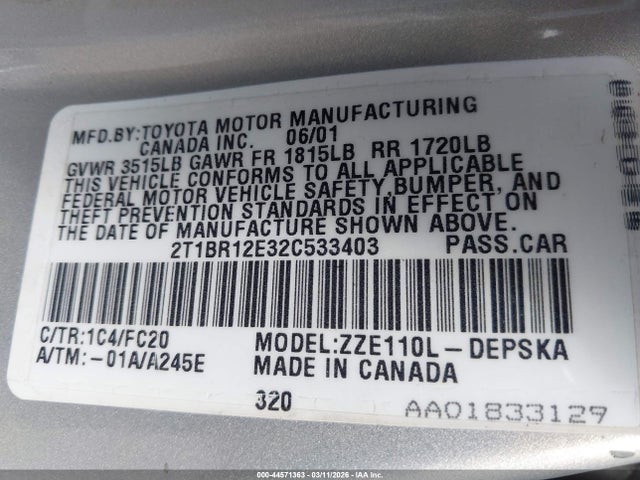 MFD.BY:TOYOTA MOTOR MANUFACTURING
CANADA INC. 06/01
GVWR 3515LB GAWR FR 1815LB RR 1720LB
THIS VEHICLE CONFORMS TO ALL APPLICABLE
FEDERAL MOTOR VEHICLE SAFETY,BUMPER, AND
THEFT PREVENTION STANDARDS IN EFFECT ON
THE DATE OF MANUFACTURE SHOWN ABOVE.
2T1BR12E32C533403 PASS.CAR
C/TR:1C4/FC20 MODEL:ZZE110L-DEPSKA
A/TM:-01A/A245E MADE IN CANADA
320 AA01833129
000-44571363 | 03/11/2026 - IAA Inc.